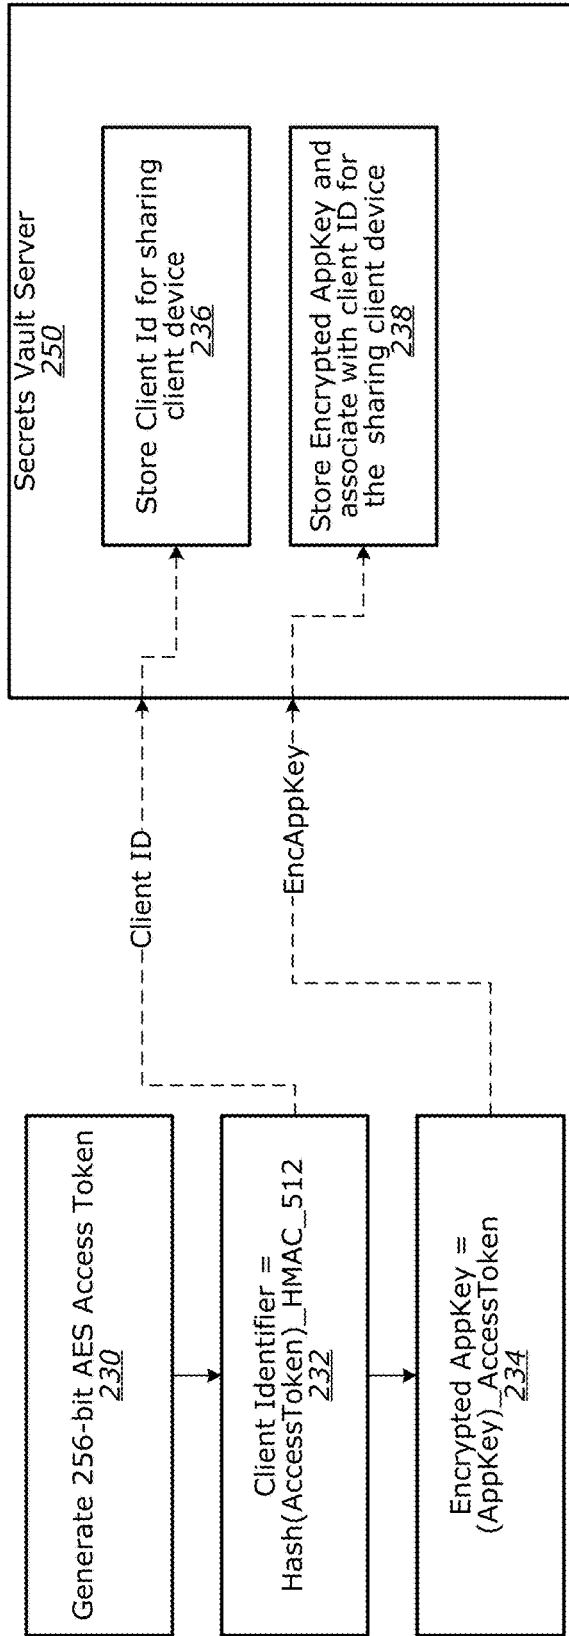 Generate 256-bit AES Access Token
230
Client Identifier =
Hash(AccessToken)_HMAC_512
232
Encrypted AppKey =
(AppKey)_AccessToken
234
Client ID
EncAppKey
Secrets Vault Server
250
Store Client Id for sharing
client device
236
Store Encrypted AppKey and
associate with client ID for
the sharing client device
238